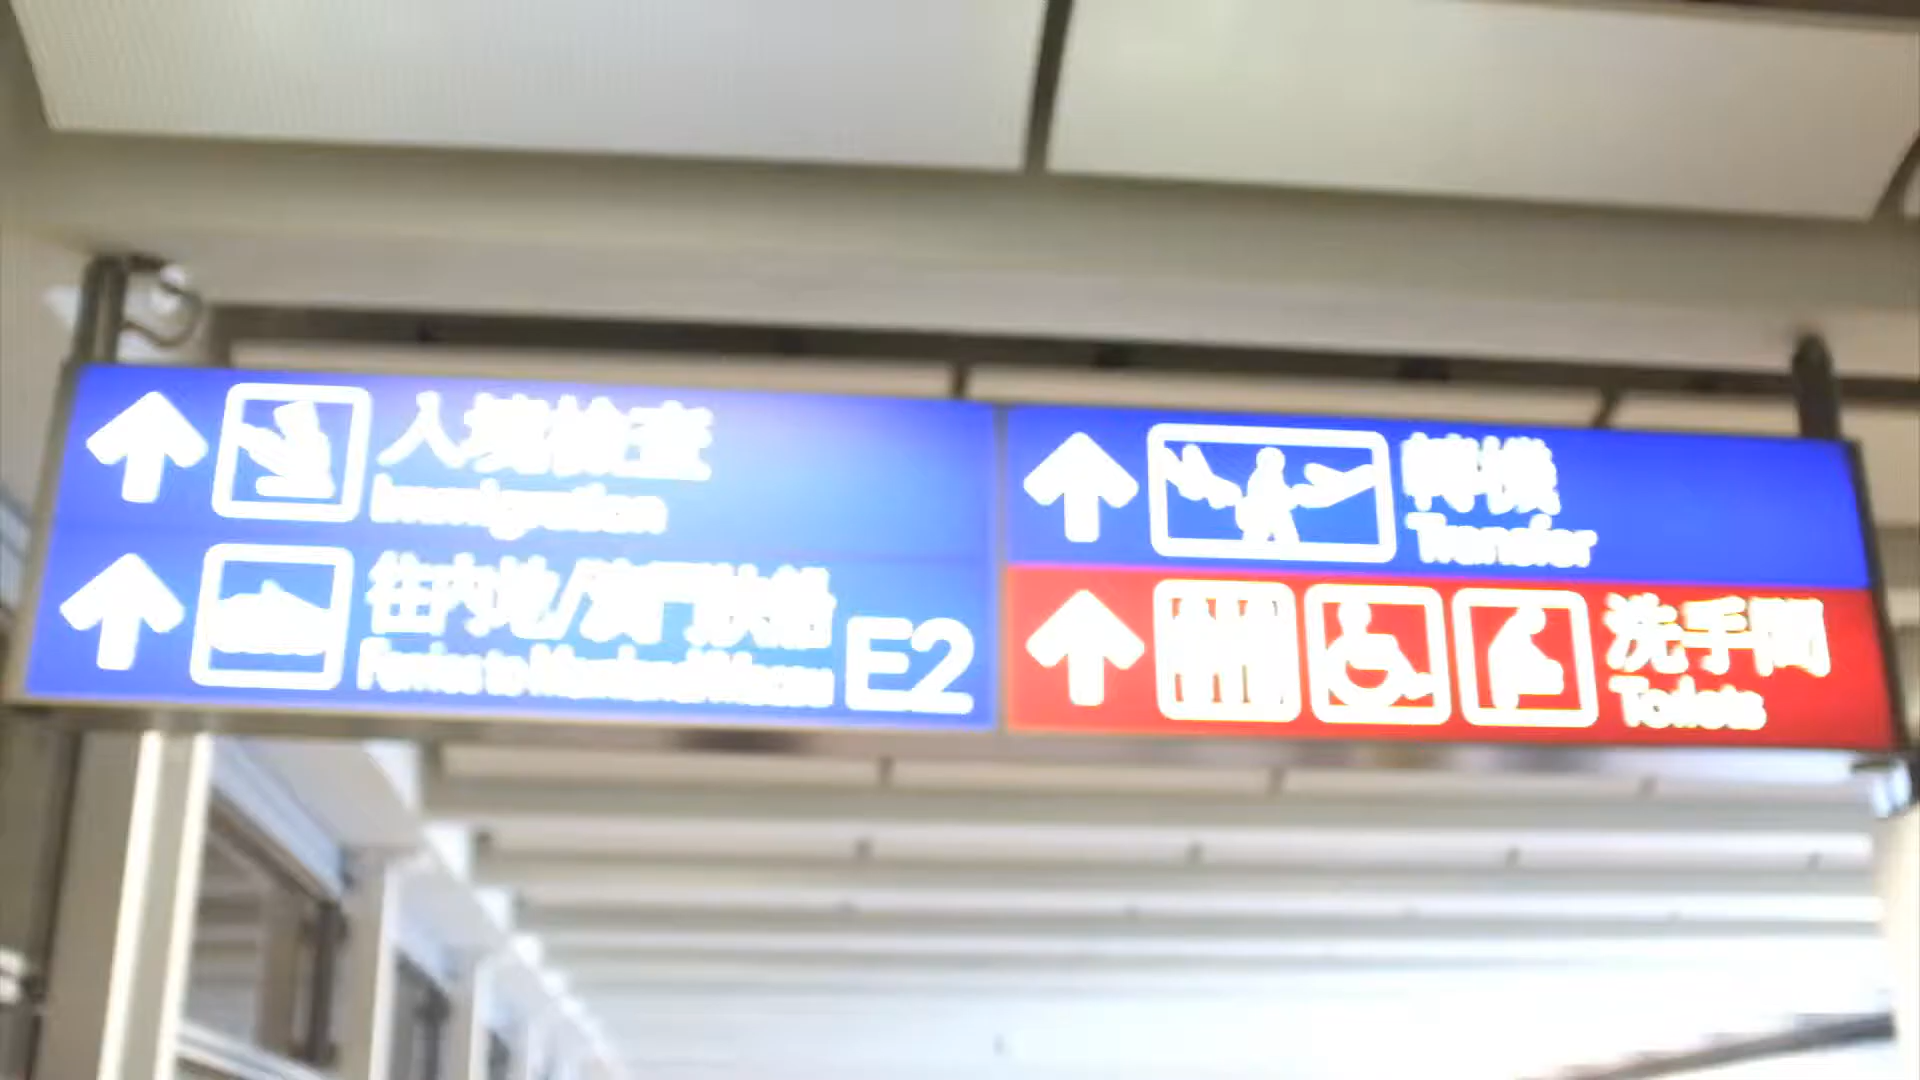 入境檢查
Immigration
往內地/澳門快船
Ferries to Mainland/Macau
E2
轉機
Transfer
洗手間
Toilets